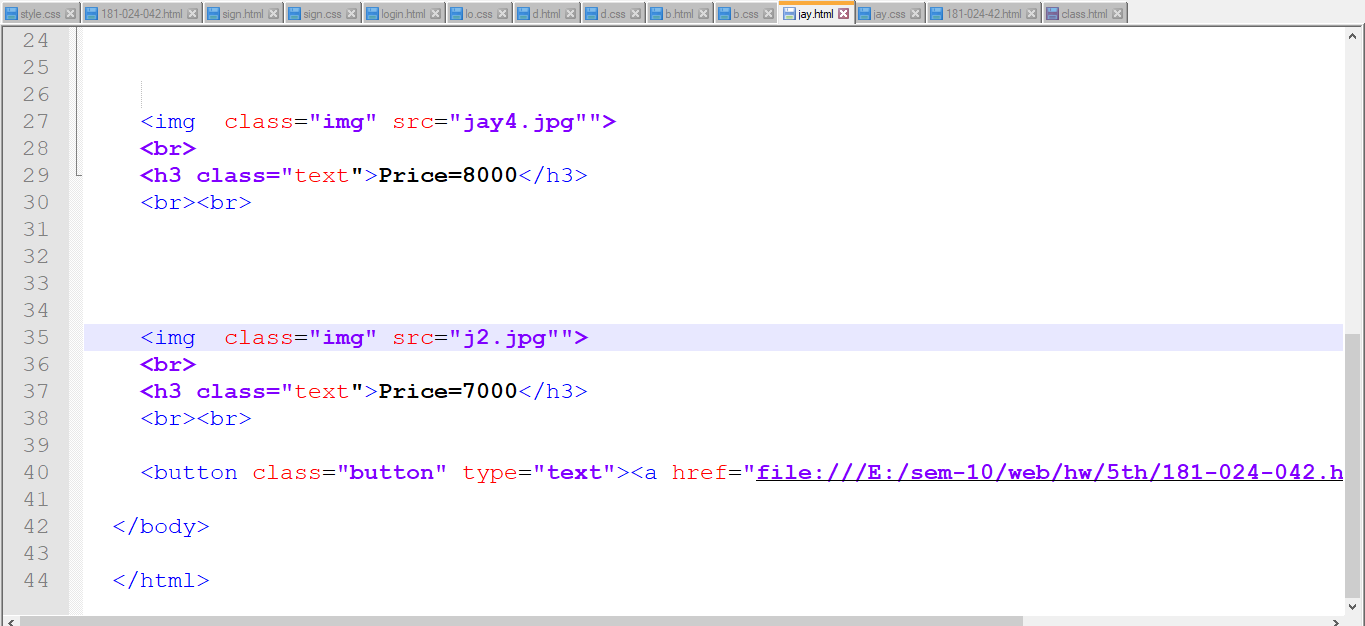 style.css 181-024-042.html sign.html sign.css login.html lo.css d.html d.css b.html b.css jay.html jay.css 181-024-42.html class.html
24
25
26
27 <img  class="img" src="jay4.jpg"">
28 <br>
29 <h3 class="text">Price=8000</h3>
30 <br><br>
31
32
33
34
35 <img  class="img" src="j2.jpg"">
36 <br>
37 <h3 class="text">Price=7000</h3>
38 <br><br>
39
40 <button class="button" type="text"><a href="file:///E:/sem-10/web/hw/5th/181-024-042.h
41
42 </body>
43
44 </html>